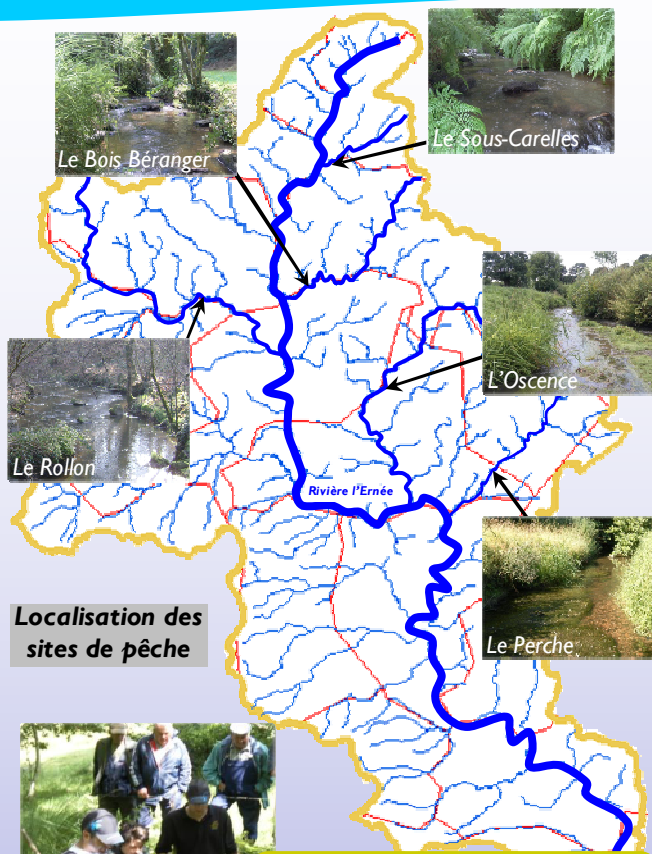 Le Bois Béranger
Le Sous-Carelles
L'Oscence
Le Rollon
Rivière l'Ernée
Localisation des
sites de pêche
Le Perche